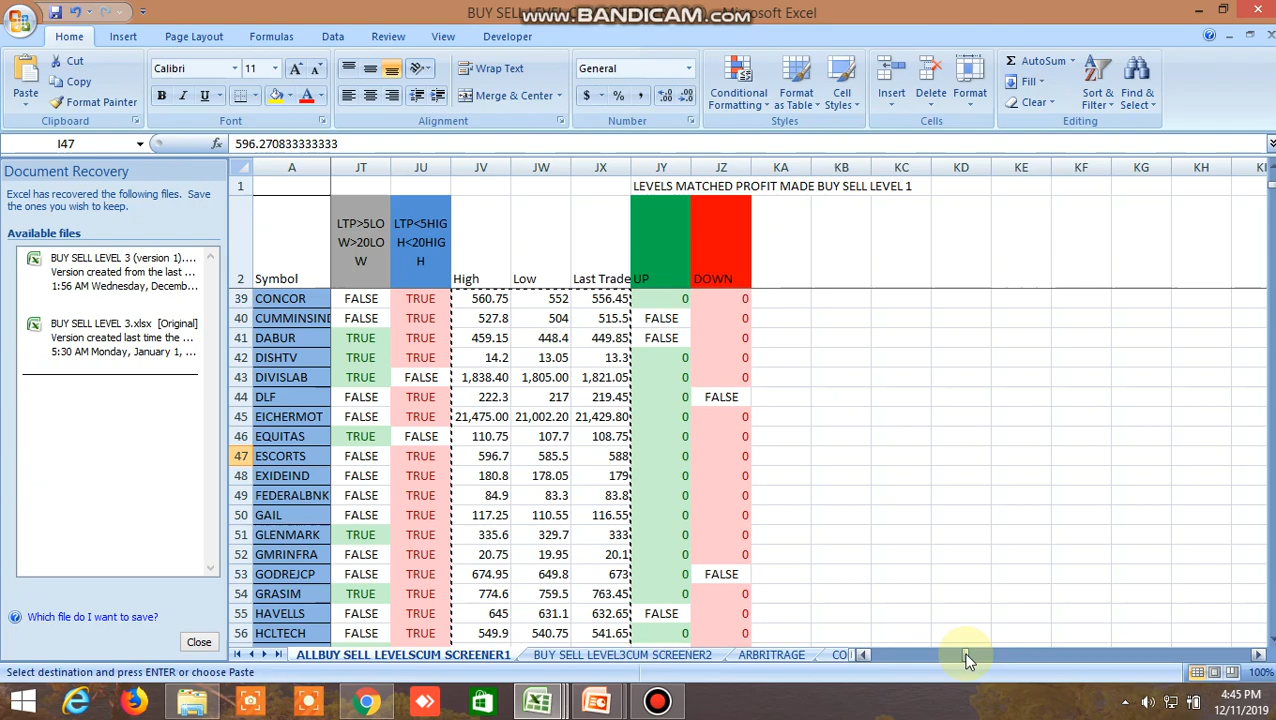 BUY SELL LEVEL
www.BANDICAM.com
Microsoft Excel
Home Insert Page Layout Formulas Data Review View Developer
Paste
Cut
Copy
Format Painter
Clipboard
Calibri 11
B I U
Font
Wrap Text
Merge & Center
Alignment
General
$ % ,
Number
Conditional Formatting
Format as Table
Cell Styles
Styles
Insert Delete Format
Cells
AutoSum
Fill
Clear
Sort & Filter
Find & Select
Editing
I47 fx 596.270833333333
Document Recovery
Excel has recovered the following files. Save the ones you wish to keep.
Available files
BUY SELL LEVEL 3 (version 1)....
Version created from the last ...
1:56 AM Wednesday, Decemb...
BUY SELL LEVEL 3.xlsx [Original]
Version created last time the ...
5:30 AM Monday, January 1, ...
Which file do I want to save?
Close
A JT JU JV JW JX JY JZ KA KB KC KD KE KF KG KH
1 LEVELS MATCHED PROFIT MADE BUY SELL LEVEL 1
LTP>5LO
W>20LO
W
LTP<5HIG
H<20HIG
H
2 Symbol High Low Last Trade UP DOWN
39 CONCOR FALSE TRUE 560.75 552 556.45 0 0
40 CUMMINSIND FALSE TRUE 527.8 504 515.5 FALSE 0
41 DABUR TRUE TRUE 459.15 448.4 449.85 FALSE 0
42 DISHTV TRUE TRUE 14.2 13.05 13.3 0 0
43 DIVISLAB TRUE FALSE 1,838.40 1,805.00 1,821.05 0 0
44 DLF FALSE TRUE 222.3 217 219.45 0 FALSE
45 EICHERMOT FALSE TRUE 21,475.00 21,002.20 21,429.80 0 0
46 EQUITAS TRUE FALSE 110.75 107.7 108.75 0 0
47 ESCORTS FALSE TRUE 596.7 585.5 588 0 0
48 EXIDEIND FALSE TRUE 180.8 178.05 179 0 0
49 FEDERALBNK FALSE TRUE 84.9 83.3 83.8 0 0
50 GAIL FALSE TRUE 117.25 110.55 116.55 0 0
51 GLENMARK TRUE TRUE 335.6 329.7 333 0 0
52 GMRINFRA FALSE TRUE 20.75 19.95 20.1 0 0
53 GODREJCP FALSE TRUE 674.95 649.8 673 0 FALSE
54 GRASIM TRUE TRUE 774.6 759.5 763.45 0 0
55 HAVELLS FALSE TRUE 645 631.1 632.65 FALSE 0
56 HCLTECH FALSE TRUE 549.9 540.75 541.65 0 0
ALLBUY SELL LEVELSCUM SCREENER1 BUY SELL LEVEL3CUM SCREENER2 ARBRITRAGE CO
Select destination and press ENTER or choose Paste 100%
4:45 PM
12/11/2019